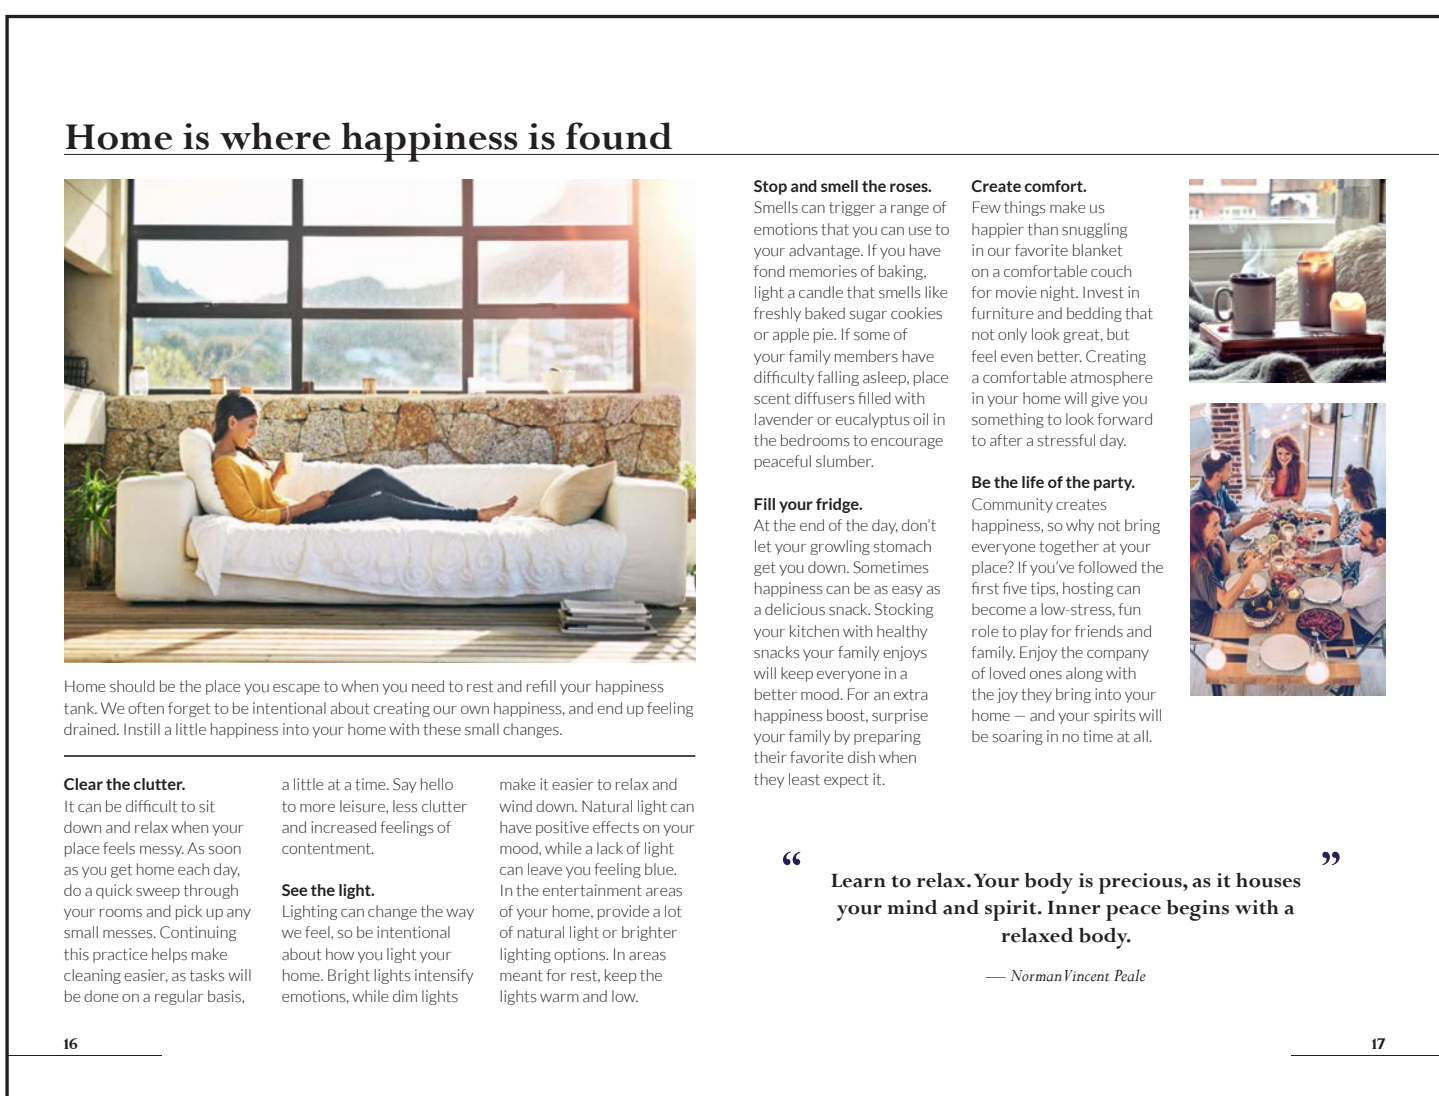 Home is where happiness is found
Home should be the place you escape to when you need to rest and refill your happiness
tank. We often forget to be intentional about creating our own happiness, and end up feeling
drained. Instill a little happiness into your home with these small changes.
Clear the clutter.
It can be difficult to sit
down and relax when your
place feels messy. As soon
as you get home each day,
do a quick sweep through
your rooms and pick up any
small messes. Continuing
this practice helps make
cleaning easier, as tasks will
be done on a regular basis,
a little at a time. Say hello
to more leisure, less clutter
and increased feelings of
contentment.
See the light.
Lighting can change the way
we feel, so be intentional
about how you light your
home. Bright lights intensify
emotions, while dim lights
make it easier to relax and
wind down. Natural light can
have positive effects on your
mood, while a lack of light
can leave you feeling blue.
In the entertainment areas
of your home, provide a lot
of natural light or brighter
lighting options. In areas
meant for rest, keep the
lights warm and low.
16
Stop and smell the roses.
Smells can trigger a range of
emotions that you can use to
your advantage. If you have
fond memories of baking,
light a candle that smells like
freshly baked sugar cookies
or apple pie. If some of
your family members have
difficulty falling asleep, place
scent diffusers filled with
lavender or eucalyptus oil in
the bedrooms to encourage
peaceful slumber.
Fill your fridge.
At the end of the day, don’t
let your growling stomach
get you down. Sometimes
happiness can be as easy as
a delicious snack. Stocking
your kitchen with healthy
snacks your family enjoys
will keep everyone in a
better mood. For an extra
happiness boost, surprise
your family by preparing
their favorite dish when
they least expect it.
Create comfort.
Few things make us
happier than snuggling
in our favorite blanket
on a comfortable couch
for movie night. Invest in
furniture and bedding that
not only look great, but
feel even better. Creating
a comfortable atmosphere
in your home will give you
something to look forward
to after a stressful day.
Be the life of the party.
Community creates
happiness, so why not bring
everyone together at your
place? If you’ve followed the
first five tips, hosting can
become a low-stress, fun
role to play for friends and
family. Enjoy the company
of loved ones along with
the joy they bring into your
home — and your spirits will
be soaring in no time at all.
“ ”
Learn to relax. Your body is precious, as it houses
your mind and spirit. Inner peace begins with a
relaxed body.
— Norman Vincent Peale
17